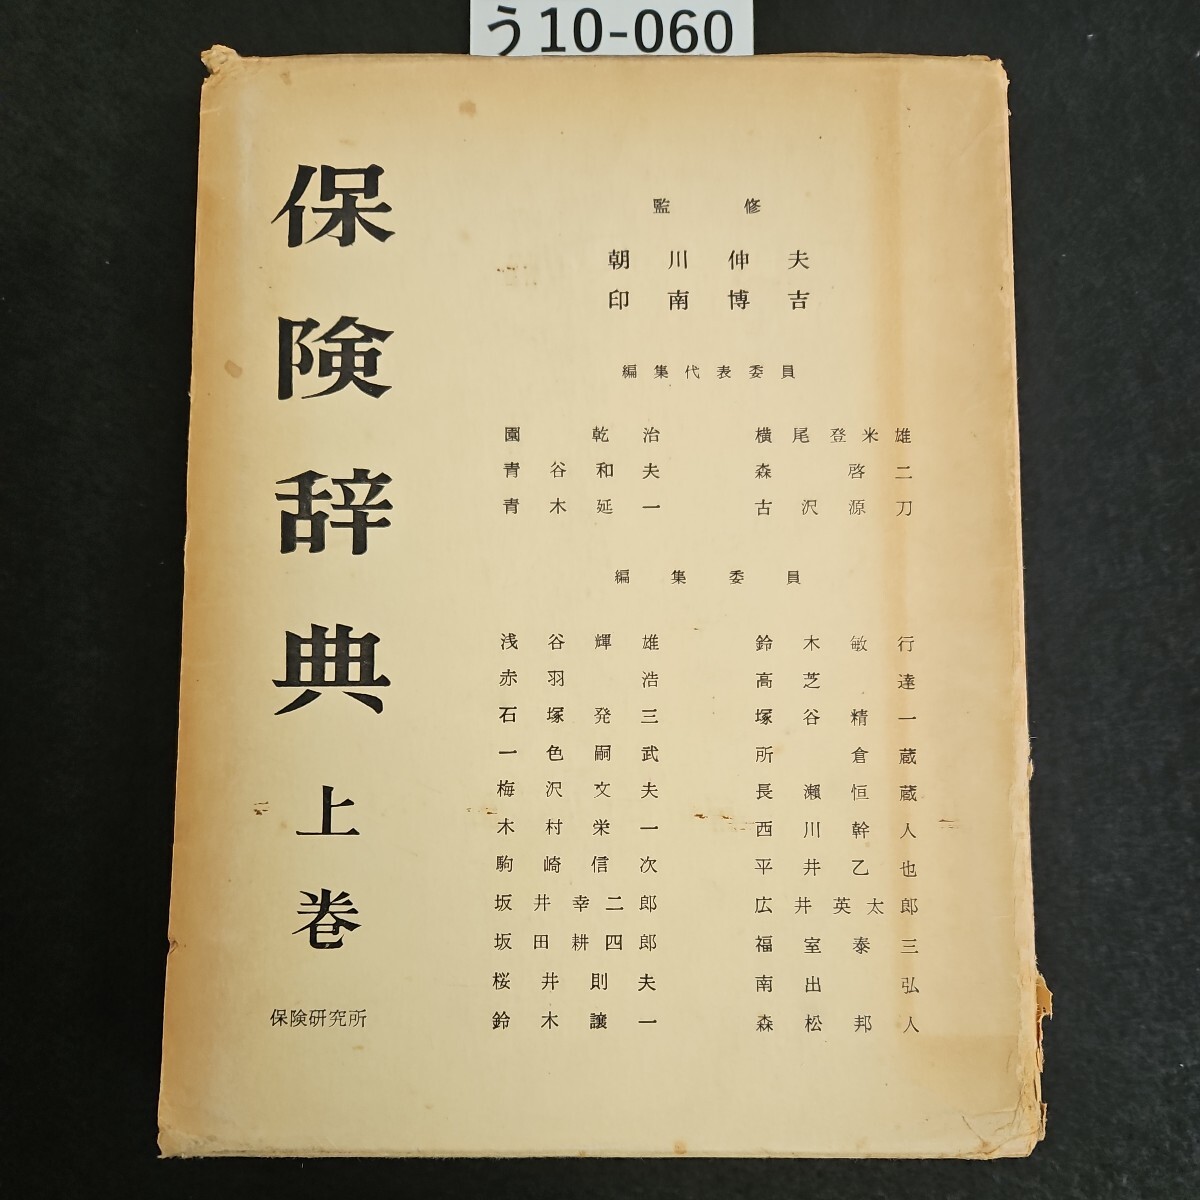 う10-060
保険辞典 上巻
保険研究所
監修
朝川伸夫
印南博吉
編集代表委員
園乾治 横尾登米雄
青谷和夫 森啓二
青木延一 古沢源刀
編集委員
浅谷輝雄 鈴木敏行
赤羽浩 高芝達
石塚発三 塚谷精一
一色嗣武 所倉蔵
梅沢文夫 長瀬恒蔵
木村栄一 西川幹人
駒崎信次 平井乙也
坂井幸二郎 広井英太郎
坂田耕四郎 福室泰三
桜井則夫 南出弘
鈴木譲一 森松邦人